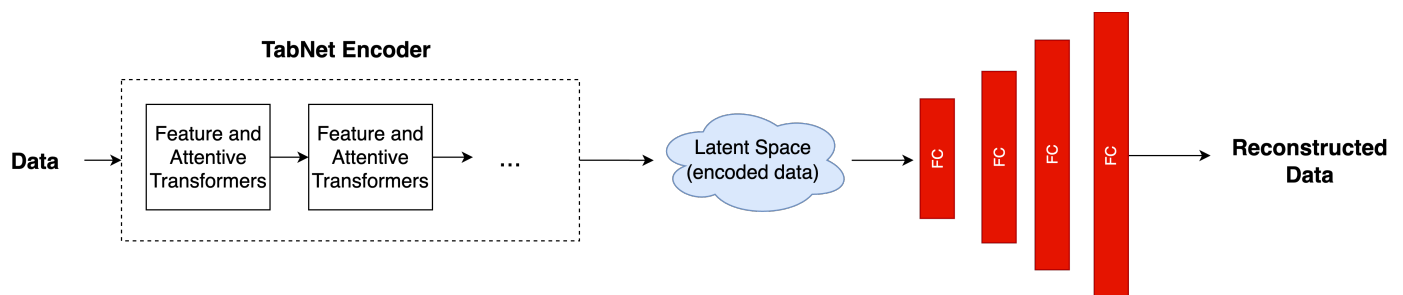 TabNet Encoder
Data
Feature and
Attentive
Transformers
Feature and
Attentive
Transformers
...
Latent Space
(encoded data)
FC
FC
FC
FC
Reconstructed
Data